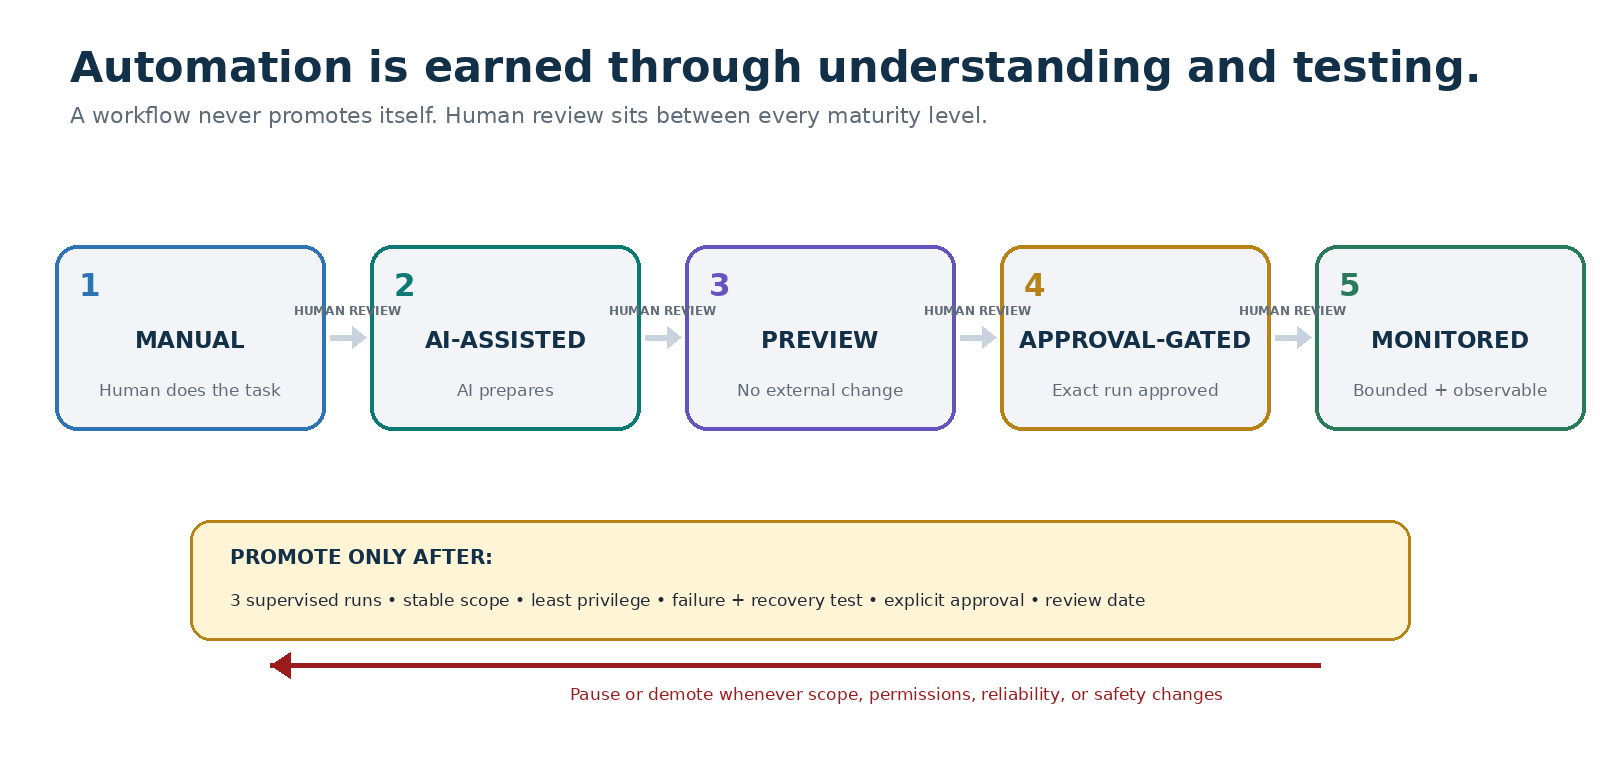 Automation is earned through understanding and testing.
A workflow never promotes itself. Human review sits between every maturity level.
1
MANUAL
Human does the task
HUMAN REVIEW
2
AI-ASSISTED
AI prepares
HUMAN REVIEW
3
PREVIEW
No external change
HUMAN REVIEW
4
APPROVAL-GATED
Exact run approved
HUMAN REVIEW
5
MONITORED
Bounded + observable
PROMOTE ONLY AFTER:
3 supervised runs • stable scope • least privilege • failure + recovery test • explicit approval • review date
Pause or demote whenever scope, permissions, reliability, or safety changes